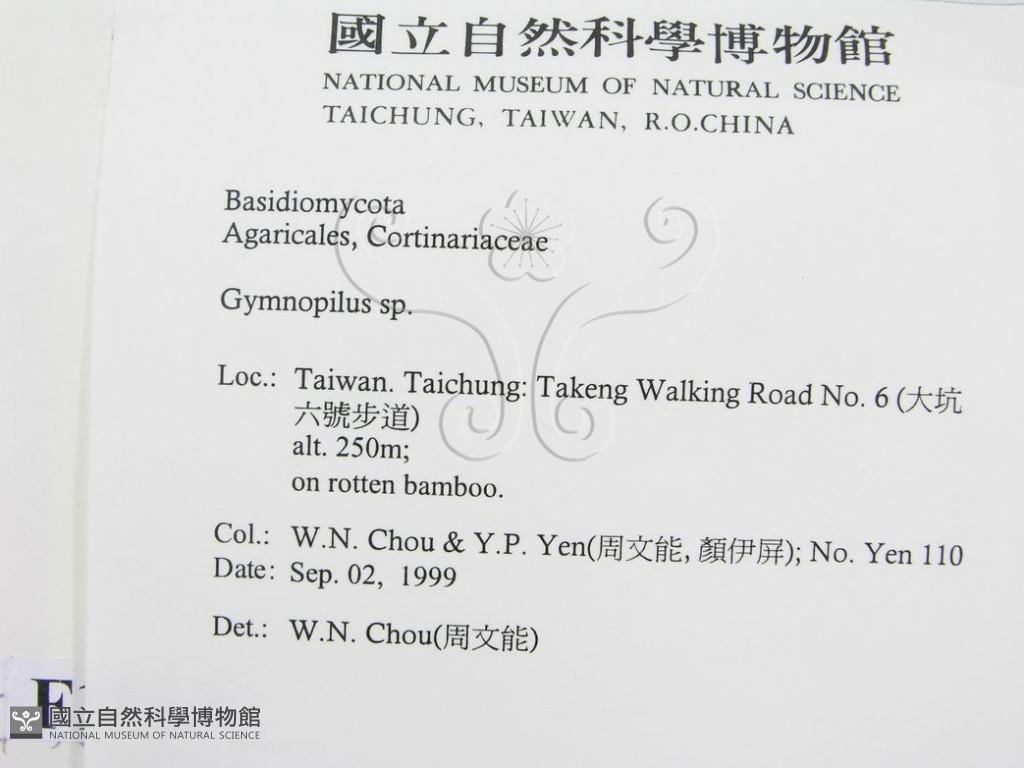 國立自然科學博物館
NATIONAL MUSEUM OF NATURAL SCIENCE
TAICHUNG, TAIWAN, R.O.CHINA
Basidiomycota
Agaricales, Cortinariaceae
Gymnopilus sp.
Loc.: Taiwan. Taichung: Takeng Walking Road No. 6 (大坑
六號步道)
alt. 250m;
on rotten bamboo.
Col.: W.N. Chou & Y.P. Yen(周文能, 顏伊屏); No. Yen 110
Date: Sep. 02, 1999
Det.: W.N. Chou(周文能)
F
國立自然科學博物館
NATIONAL MUSEUM OF NATURAL SCIENCE